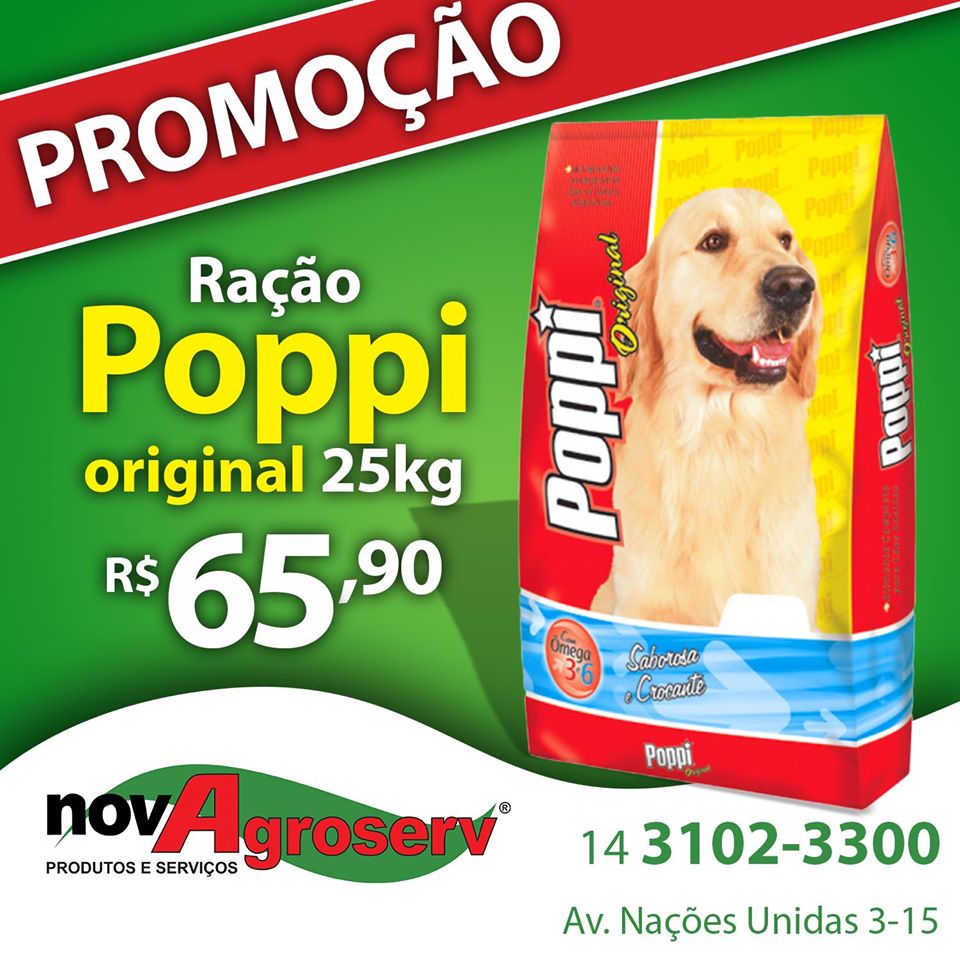 PROMOÇÃO
Ração
Poppi
original 25kg
R$ 65,90
Poppi
Original
Poppi
Original
Com
Ômega
3 e 6
Saborosa
e Crocante
Poppi
Original
novAgroserv®
PRODUTOS E SERVIÇOS
14 3102-3300
Av. Nações Unidas 3-15